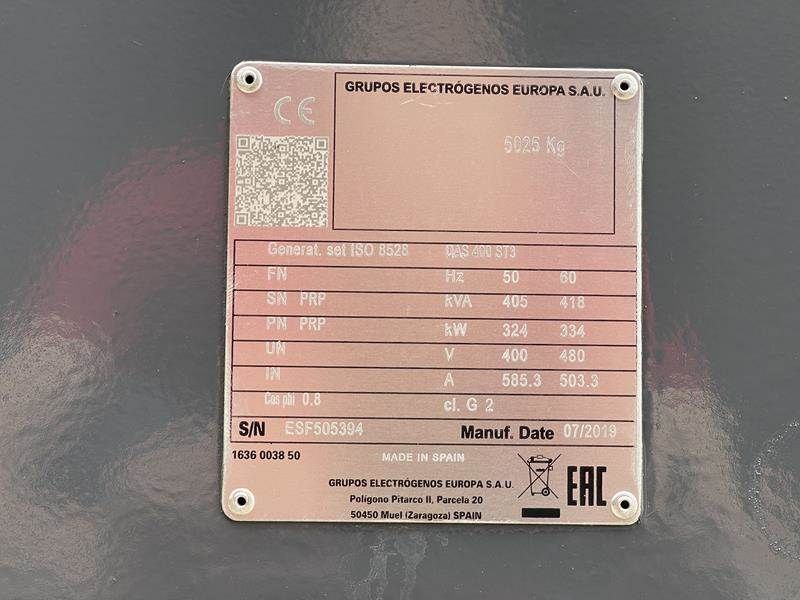 CE
GRUPOS ELECTRÓGENOS EUROPA S.A.U.
5025 Kg
Generat. set ISO 8528 DAS 400 ST3
FN Hz 50 60
SN PRP kVA 405 418
PN PRP kW 324 334
UN V 400 480
IN A 585.3 503.3
Cos phi 0.8 cl. G 2
S/N ESF505394 Manuf. Date 07/2019
1636 0038 50 MADE IN SPAIN
GRUPOS ELECTRÓGENOS EUROPA S.A.U.
Polígono Pitarco II, Parcela 20
50450 Muel (Zaragoza) SPAIN
EAC